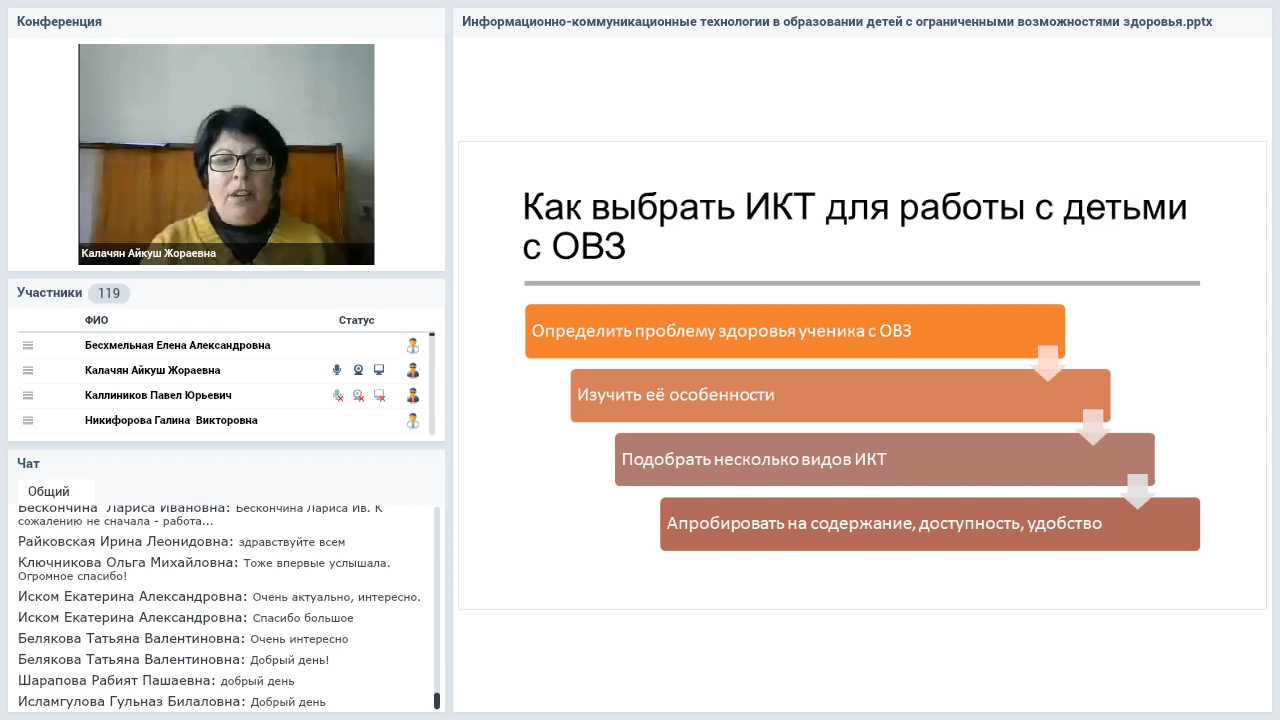 Конференция
Калачян Айкуш Жораевна
Участники 119
ФИО Статус
Бесхмельная Елена Александровна
Калачян Айкуш Жораевна
Каллиников Павел Юрьевич
Никифорова Галина Викторовна
Чат
Общий
Бескончина Лариса Ивановна: Бескончина Лариса Ив. К
сожалению не сначала - работа...
Райковская Ирина Леонидовна: здравствуйте всем
Ключникова Ольга Михайловна: Тоже впервые услышала.
Огромное спасибо!
Иском Екатерина Александровна: Очень актуально, интересно.
Иском Екатерина Александровна: Спасибо большое
Белякова Татьяна Валентиновна: Очень интересно
Белякова Татьяна Валентиновна: Добрый день!
Шарапова Рабият Пашаевна: добрый день
Исламгулова Гульназ Билаловна: Добрый день
Информационно-коммуникационные технологии в образовании детей с ограниченными возможностями здоровья.pptx
Как выбрать ИКТ для работы с детьми
с ОВЗ
Определить проблему здоровья ученика с ОВЗ
Изучить её особенности
Подобрать несколько видов ИКТ
Апробировать на содержание, доступность, удобство